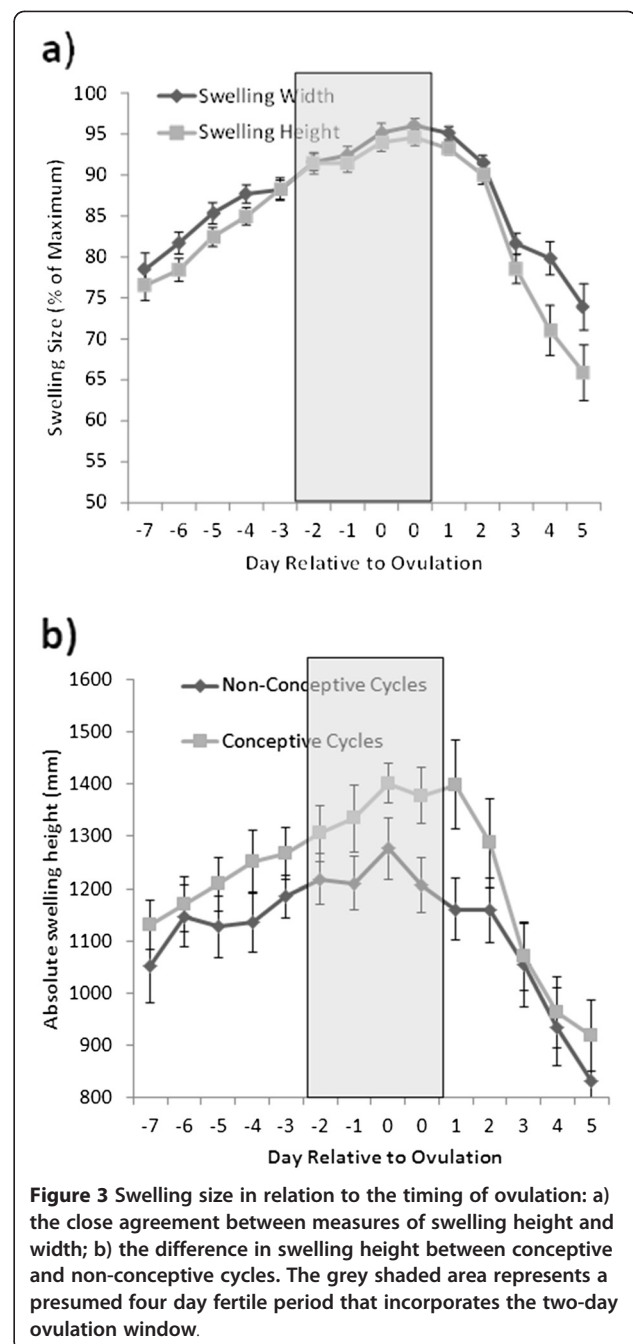 a)
100
95
90
85
80
75
70
65
60
55
50
Swelling Size (% of Maximum)
Swelling Width
Swelling Height
-7 -6 -5 -4 -3 -2 -1 0 0 1 2 3 4 5
Day Relative to Ovulation
b)
1600
1500
1400
1300
1200
1100
1000
900
800
Absolute swelling height (mm)
Non-Conceptive Cycles
Conceptive Cycles
-7 -6 -5 -4 -3 -2 -1 0 0 1 2 3 4 5
Day Relative to Ovulation
Figure 3 Swelling size in relation to the timing of ovulation: a)
the close agreement between measures of swelling height and
width; b) the difference in swelling height between conceptive
and non-conceptive cycles. The grey shaded area represents a
presumed four day fertile period that incorporates the two-day
ovulation window.